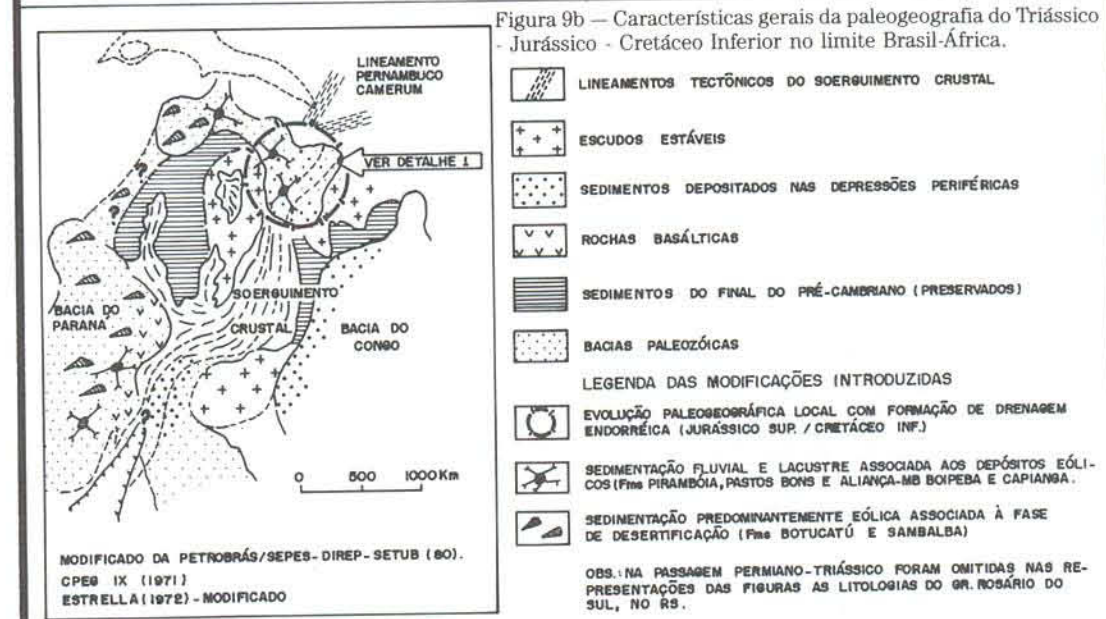 Figura 9b — Características gerais da paleogeografia do Triássico
- Jurássico - Cretáceo Inferior no limite Brasil-África.
LINEAMENTO
PERNAMBUCO
CAMERUM
VER DETALHE 1
SOERGUIMENTO
CRUSTAL
BACIA DO
PARANÁ
BACIA DO
CONGO
0 500 1000 Km
MODIFICADO DA PETROBRÁS/SEPES-DIREP-SETUB (80).
CPEG IX (1971)
ESTRELLA (1972) - MODIFICADO
LINEAMENTOS TECTÔNICOS DO SOERGUIMENTO CRUSTAL
ESCUDOS ESTÁVEIS
SEDIMENTOS DEPOSITADOS NAS DEPRESSÕES PERIFÉRICAS
ROCHAS BASÁLTICAS
SEDIMENTOS DO FINAL DO PRÉ-CAMBRIANO (PRESERVADOS)
BACIAS PALEOZÓICAS
LEGENDA DAS MODIFICAÇÕES INTRODUZIDAS
EVOLUÇÃO PALEOGEOGRÁFICA LOCAL COM FORMAÇÃO DE DRENAGEM
ENDORRÉICA (JURÁSSICO SUP. / CRETÁCEO INF.)
SEDIMENTAÇÃO FLUVIAL E LACUSTRE ASSOCIADA AOS DEPÓSITOS EÓLI-
COS (Fms PIRAMBÓIA, PASTOS BONS E ALIANÇA-MB BOIPEBA E CAPIANGA.
SEDIMENTAÇÃO PREDOMINANTEMENTE EÓLICA ASSOCIADA À FASE
DE DESERTIFICAÇÃO (Fms BOTUCATÚ E SAMBALBA)
OBS.: NA PASSAGEM PERMIANO-TRIÁSSICO FORAM OMITIDAS NAS RE-
PRESENTAÇÕES DAS FIGURAS AS LITOLOGIAS DO GR. ROSÁRIO DO
SUL, NO RS.